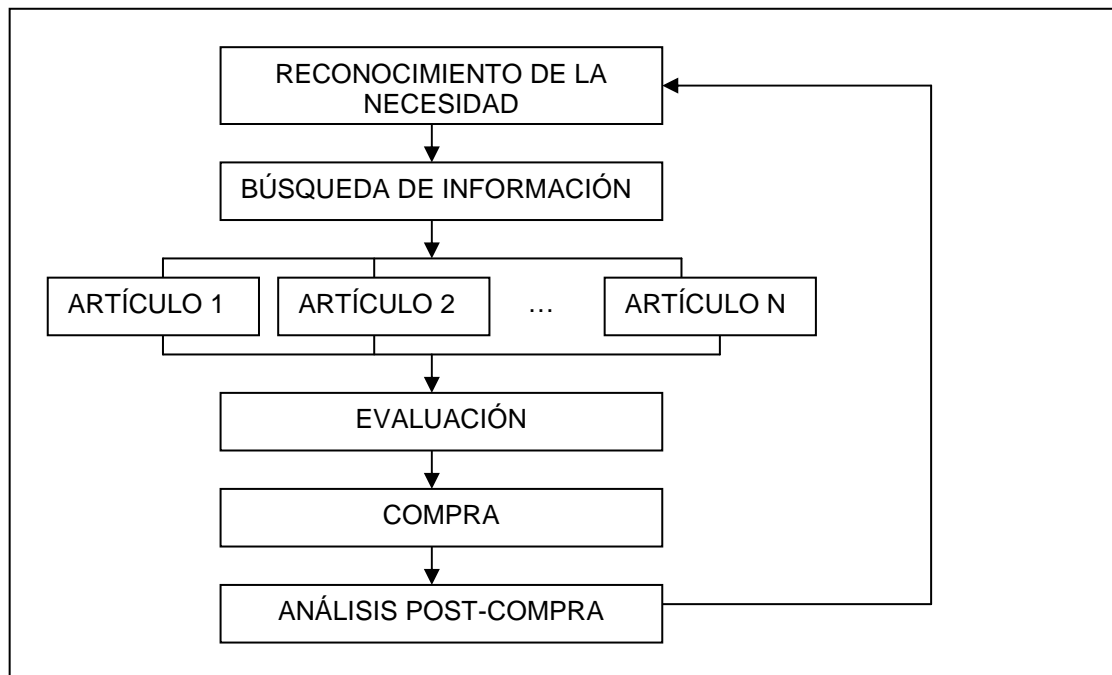 RECONOCIMIENTO DE LA
NECESIDAD
BÚSQUEDA DE INFORMACIÓN
ARTÍCULO 1
ARTÍCULO 2
…
ARTÍCULO N
EVALUACIÓN
COMPRA
ANÁLISIS POST-COMPRA